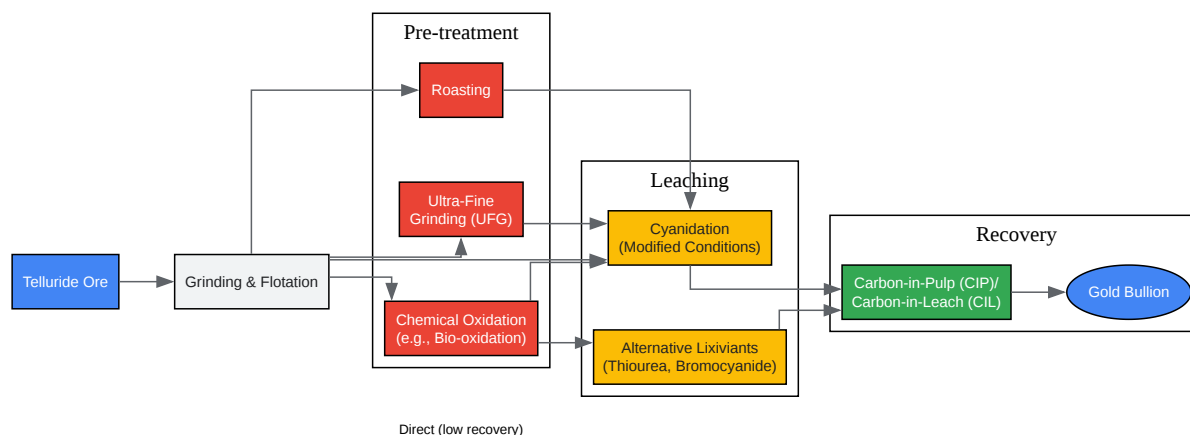 Pre-treatment
Roasting
Ultra-Fine
Grinding (UFG)
Chemical Oxidation
(e.g., Bio-oxidation)
Telluride Ore
Grinding & Flotation
Leaching
Cyanidation
(Modified Conditions)
Alternative Lixiviants
(Thiourea, Bromocyanide)
Recovery
Carbon-in-Pulp (CIP)/
Carbon-in-Leach (CIL)
Gold Bullion
Direct (low recovery)